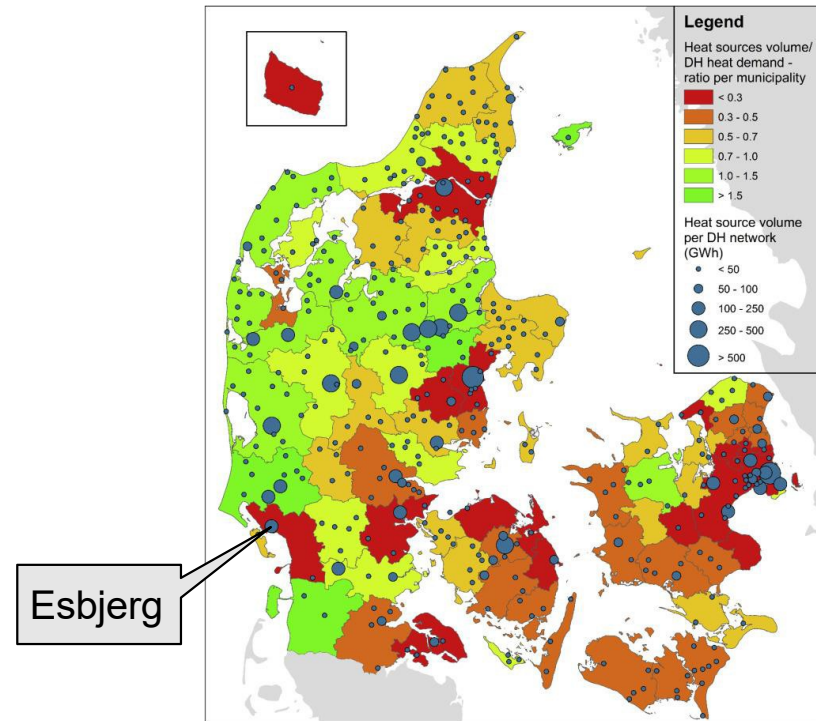 Legend
Heat sources volume/
DH heat demand -
ratio per municipality
< 0.3
0.3 - 0.5
0.5 - 0.7
0.7 - 1.0
1.0 - 1.5
> 1.5
Heat source volume
per DH network
(GWh)
< 50
50 - 100
100 - 250
250 - 500
> 500
Esbjerg